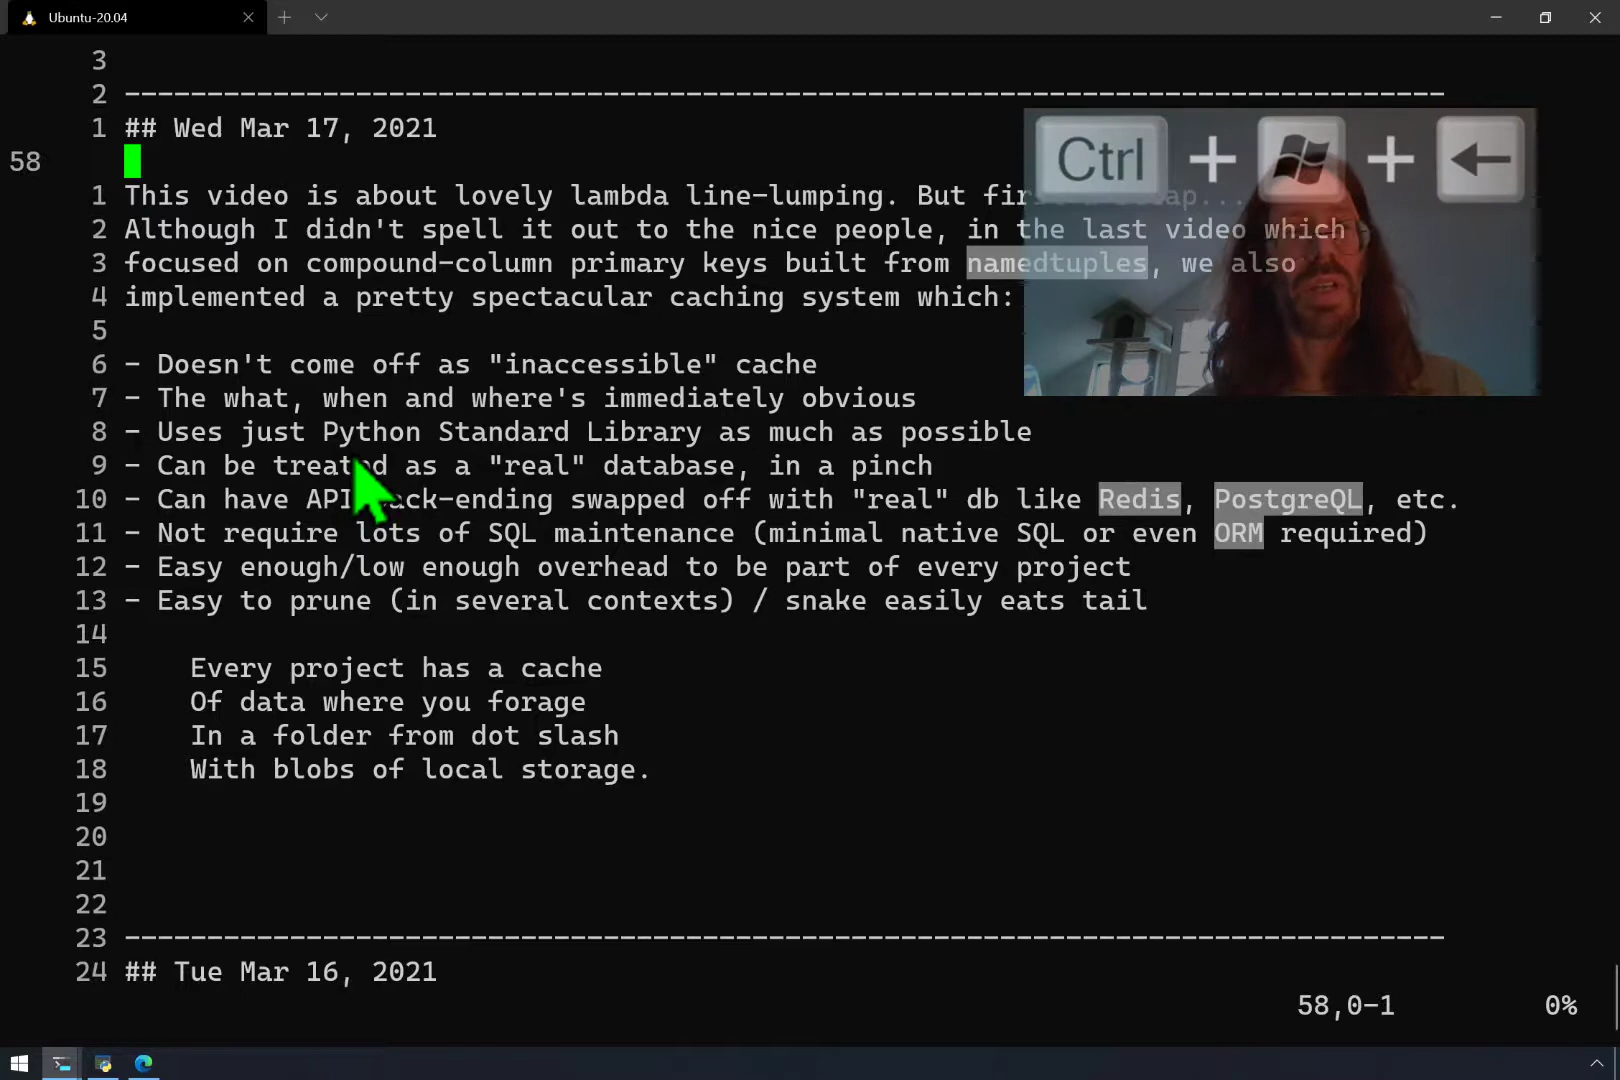 Ubuntu-20.04
3
2 --------------------------------------------------------------------------------
1 ## Wed Mar 17, 2021
Ctrl + + ←
58
1 This video is about lovely lambda line-lumping. But
2 Although I didn't spell it out to the nice people, in the last video which
3 focused on compound-column primary keys built from namedtuples, we also
4 implemented a pretty spectacular caching system which:
5
6 - Doesn't come off as "inaccessible" cache
7 - The what, when and where's immediately obvious
8 - Uses just Python Standard Library as much as possible
9 - Can be treated as a "real" database, in a pinch
10 - Can have API ack-ending swapped off with "real" db like Redis, PostgreQL, etc.
11 - Not require lots of SQL maintenance (minimal native SQL or even ORM required)
12 - Easy enough/low enough overhead to be part of every project
13 - Easy to prune (in several contexts) / snake easily eats tail
14
15 Every project has a cache
16 Of data where you forage
17 In a folder from dot slash
18 With blobs of local storage.
19
20
21
22
23 --------------------------------------------------------------------------------
24 ## Tue Mar 16, 2021
58,0-1 0%